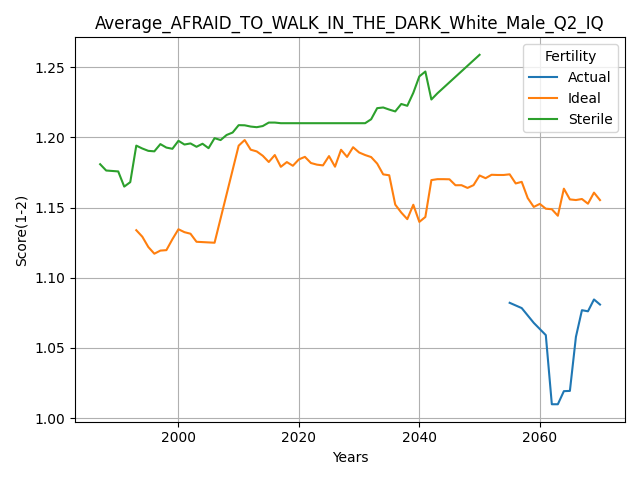 Average_AFRAID_TO_WALK_IN_THE_DARK_White_Male_Q2_IQ
Fertility
Actual
Ideal
Sterile
Score(1-2)
1.25
1.20
1.15
1.10
1.05
1.00
2000
2020
2040
2060
Years